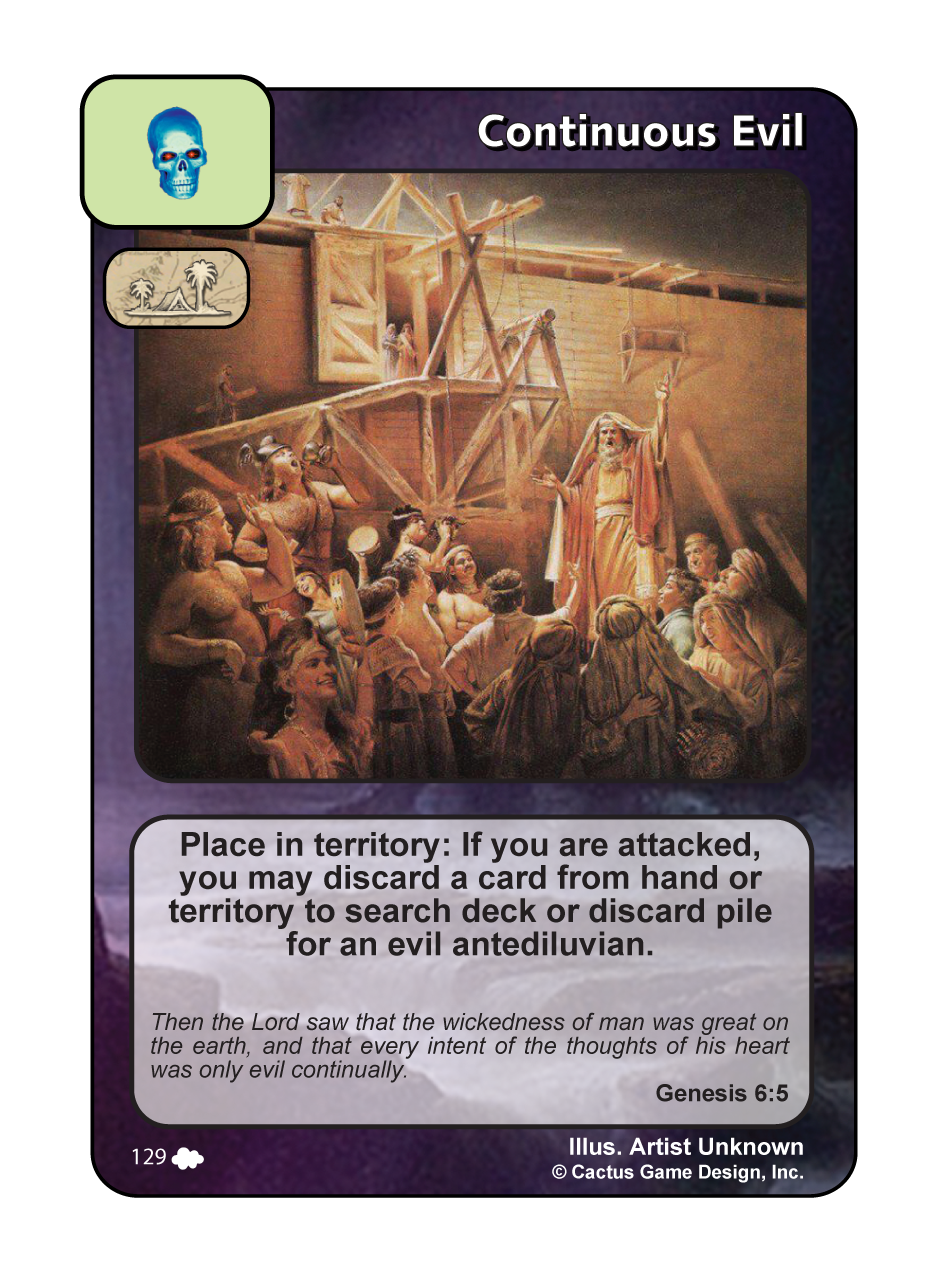 Continuous Evil
Place in territory: If you are attacked,
you may discard a card from hand or
territory to search deck or discard pile
for an evil antediluvian.
Then the Lord saw that the wickedness of man was great on
the earth, and that every intent of the thoughts of his heart
was only evil continually.
Genesis 6:5
129
Illus. Artist Unknown
© Cactus Game Design, Inc.